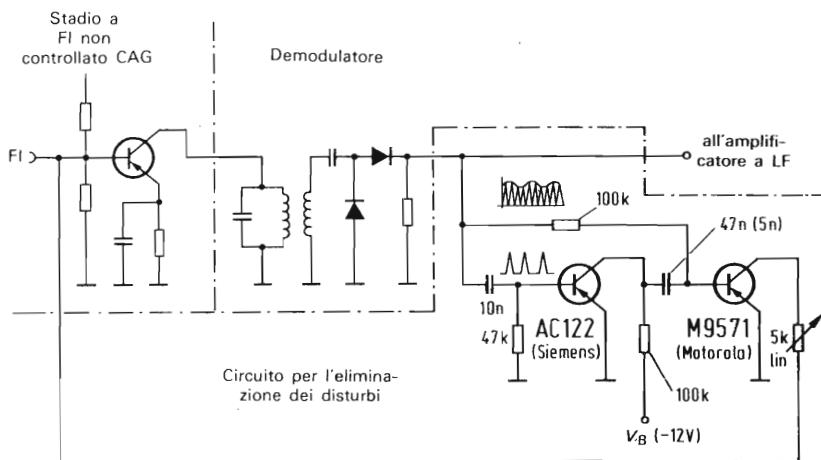 Stadio a
FI non
controllato CAG
Demodulatore
FI
all'amplifi-
catore a LF
100k
47n (5n)
10n
47k
AC122
(Siemens)
M9571
(Motorola)
5k
lin
100k
VB (-12V)
Circuito per l'elimina-
zione dei disturbi